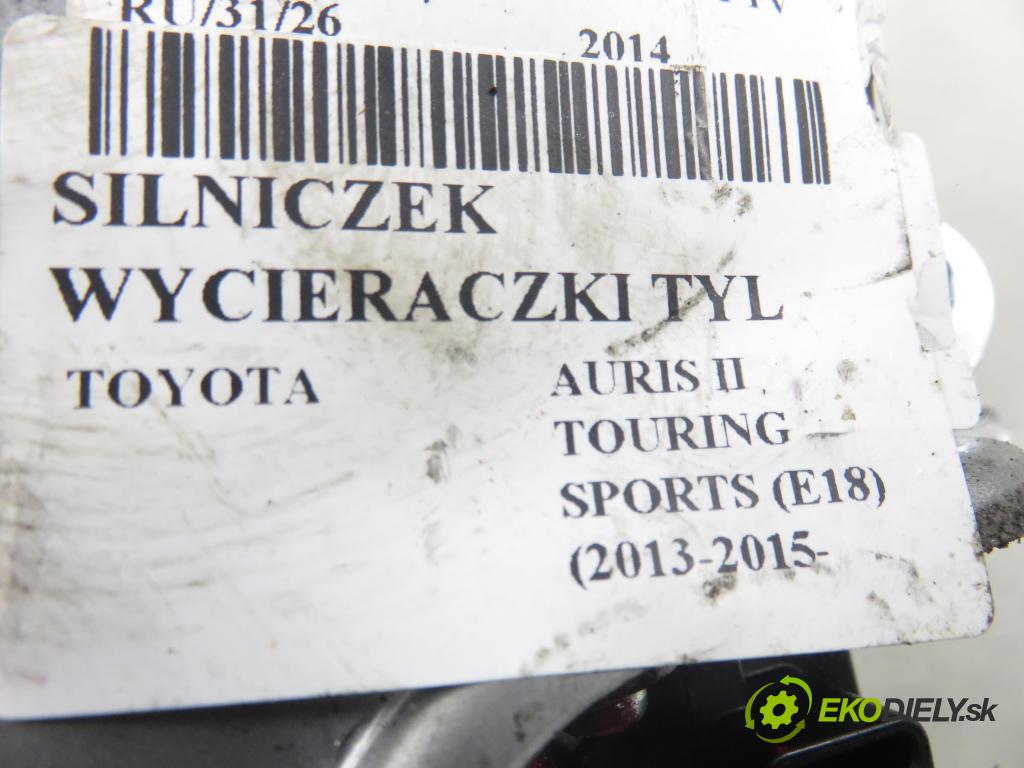 RU/31/26 2014
SILNICZEK
WYCIERACZKI TYL
TOYOTA AURIS II
TOURING
SPORTS (E18)
(2013-2015-
EKODIELY.sk